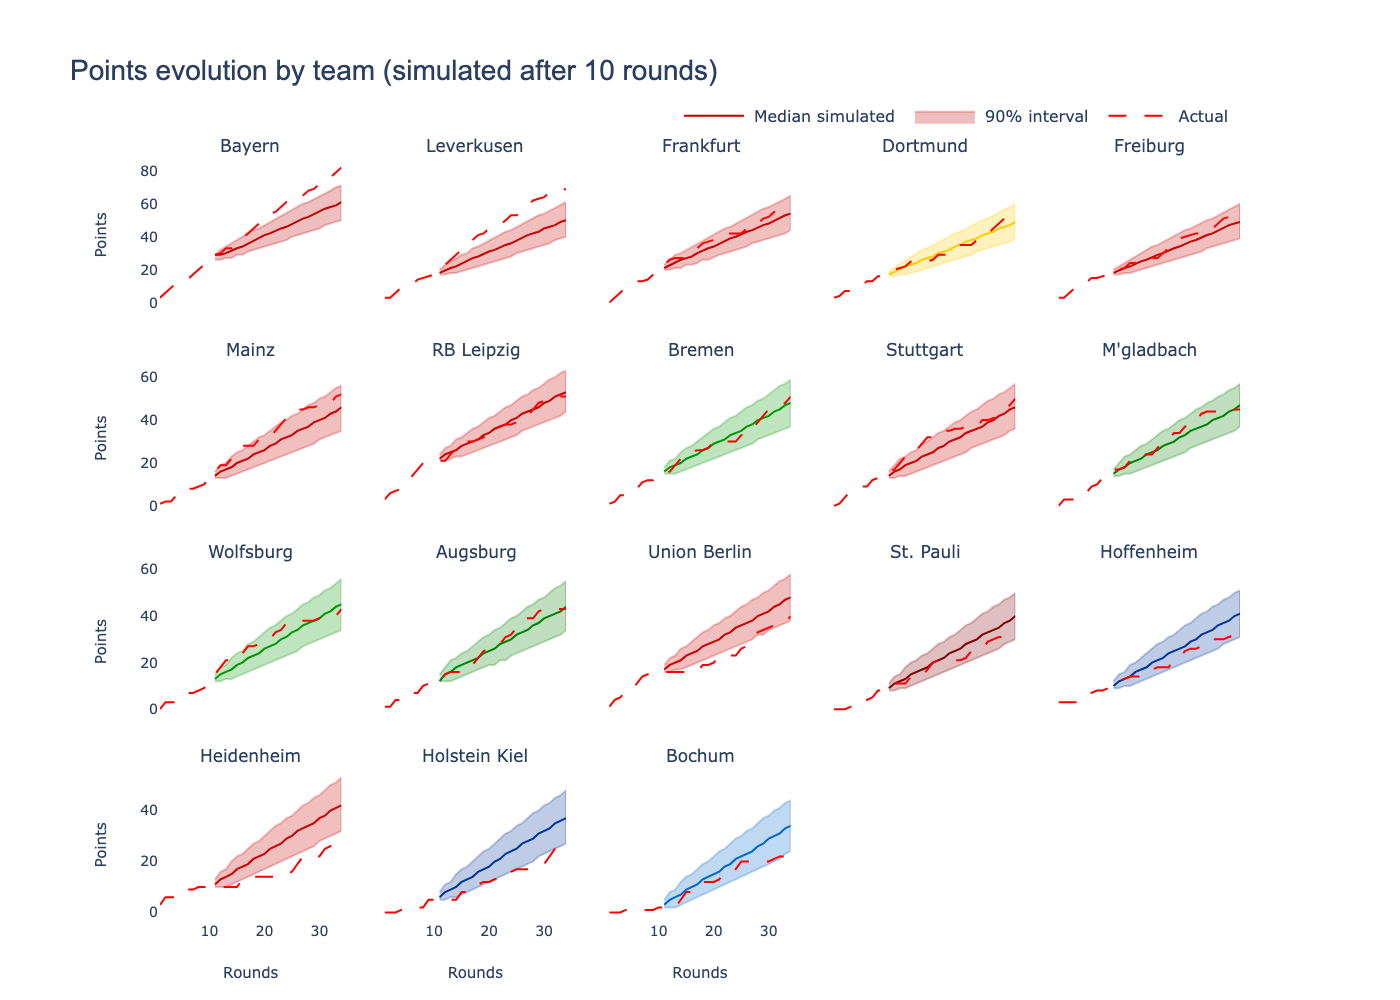 Points evolution by team (simulated after 10 rounds)
Median simulated 90% interval Actual
Bayern Leverkusen Frankfurt Dortmund Freiburg
80
60
40
20
0
Points
Mainz RB Leipzig Bremen Stuttgart M'gladbach
60
40
20
0
Points
Wolfsburg Augsburg Union Berlin St. Pauli Hoffenheim
60
40
20
0
Points
Heidenheim Holstein Kiel Bochum
40
20
0
Points
10 20 30 10 20 30 10 20 30
Rounds Rounds Rounds